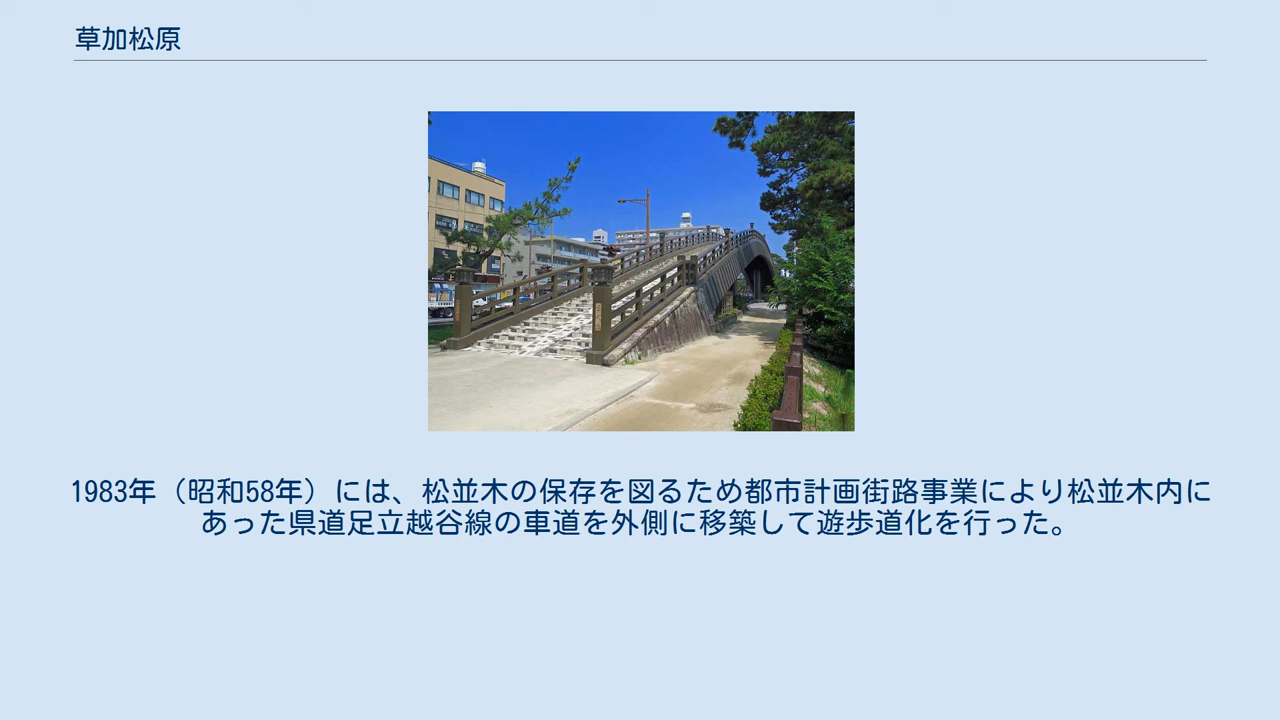 草加松原
1983年（昭和58年）には、松並木の保存を図るため都市計画街路事業により松並木内に
あった県道足立越谷線の車道を外側に移築して遊歩道化を行った。